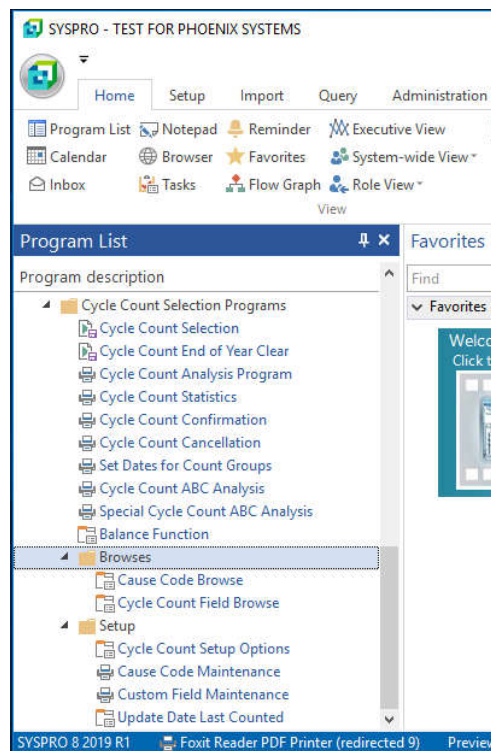 SYSPRO - TEST FOR PHOENIX SYSTEMS
Home Setup Import Query Administration
Program List Notepad Reminder Executive View
Calendar Browser Favorites System-wide View
Inbox Tasks Flow Graph Role View
View
Program List
Favorites
Program description
Find
Favorites
Cycle Count Selection Programs
Cycle Count Selection
Cycle Count End of Year Clear
Cycle Count Analysis Program
Cycle Count Statistics
Cycle Count Confirmation
Cycle Count Cancellation
Set Dates for Count Groups
Cycle Count ABC Analysis
Special Cycle Count ABC Analysis
Balance Function
Browses
Cause Code Browse
Cycle Count Field Browse
Setup
Cycle Count Setup Options
Cause Code Maintenance
Custom Field Maintenance
Update Date Last Counted
Welco
Click t
SYSPRO 8 2019 R1 Foxit Reader PDF Printer (redirected 9) Preview